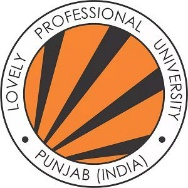 LOVELY PROFESSIONAL UNIVERSITY
PUNJAB (INDIA)